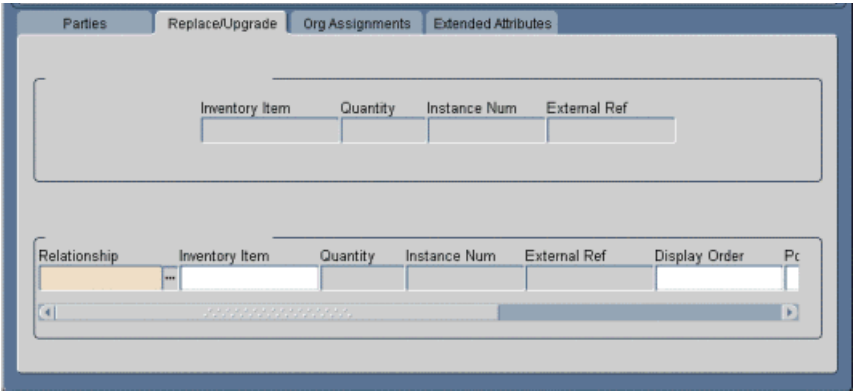 Parties Replace/Upgrade Org Assignments Extended Attributes
Inventory Item Quantity Instance Num External Ref
Relationship Inventory Item Quantity Instance Num External Ref Display Order Pc
...